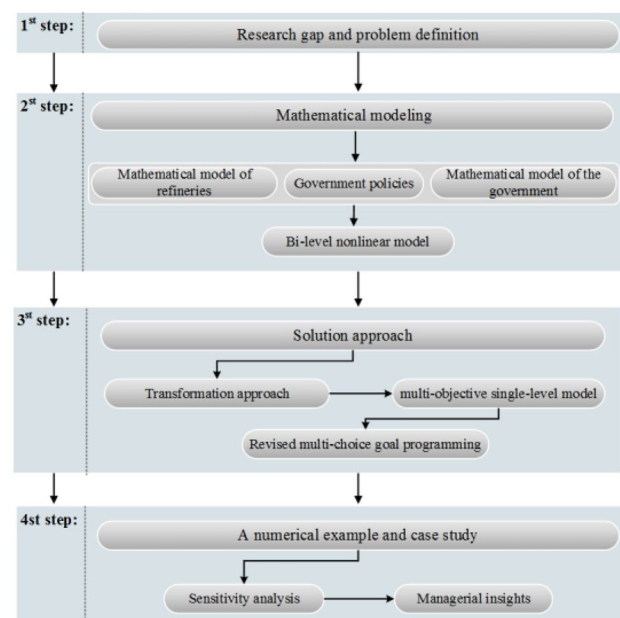 1st step:
Research gap and problem definition
2st step:
Mathematical modeling
Mathematical model of
refineries
Government policies
Mathematical model of the
government
Bi-level nonlinear model
3st step:
Solution approach
Transformation approach
multi-objective single-level model
Revised multi-choice goal programming
4st step:
A numerical example and case study
Sensitivity analysis
Managerial insights